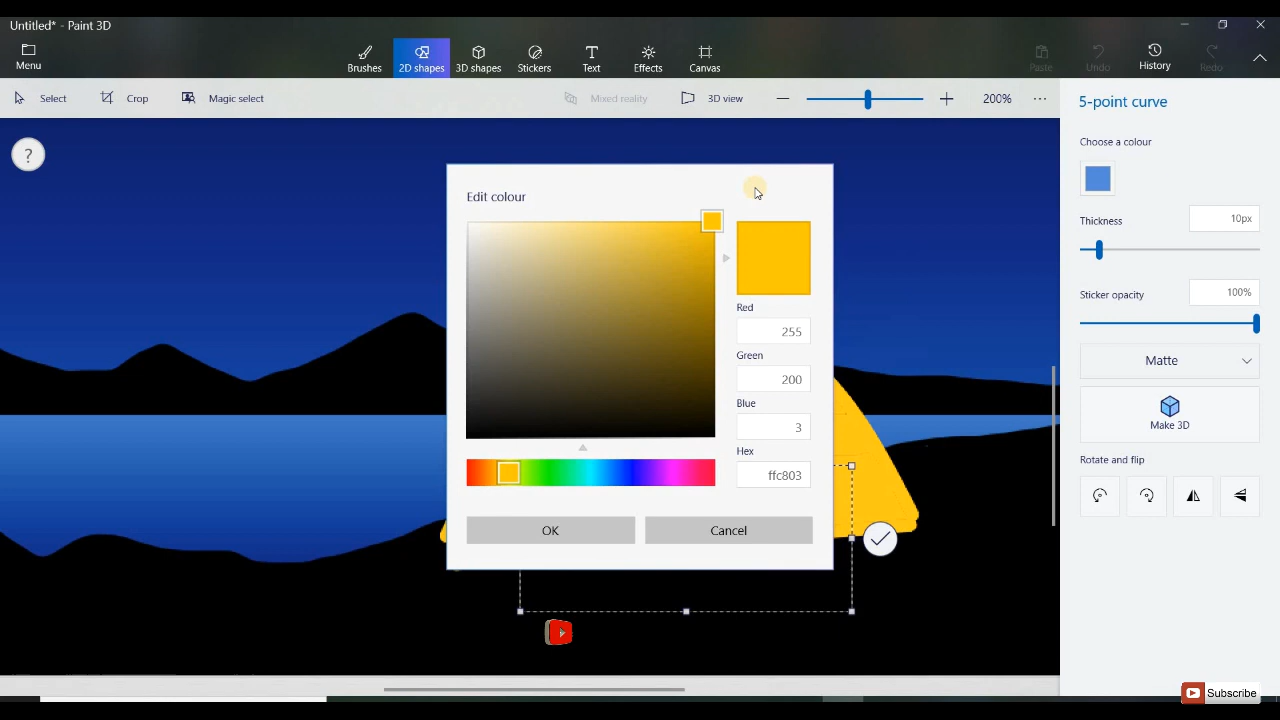 Untitled* - Paint 3D
Menu
Brushes
2D shapes
3D shapes
Stickers
Text
Effects
Canvas
Paste
Undo
History
Redo
Select
Crop
Magic select
Mixed reality
3D view
200%
?
5-point curve
Choose a colour
Thickness
10px
Sticker opacity
100%
Matte
Make 3D
Rotate and flip
Edit colour
Red
255
Green
200
Blue
3
Hex
ffc803
OK
Cancel
Subscribe